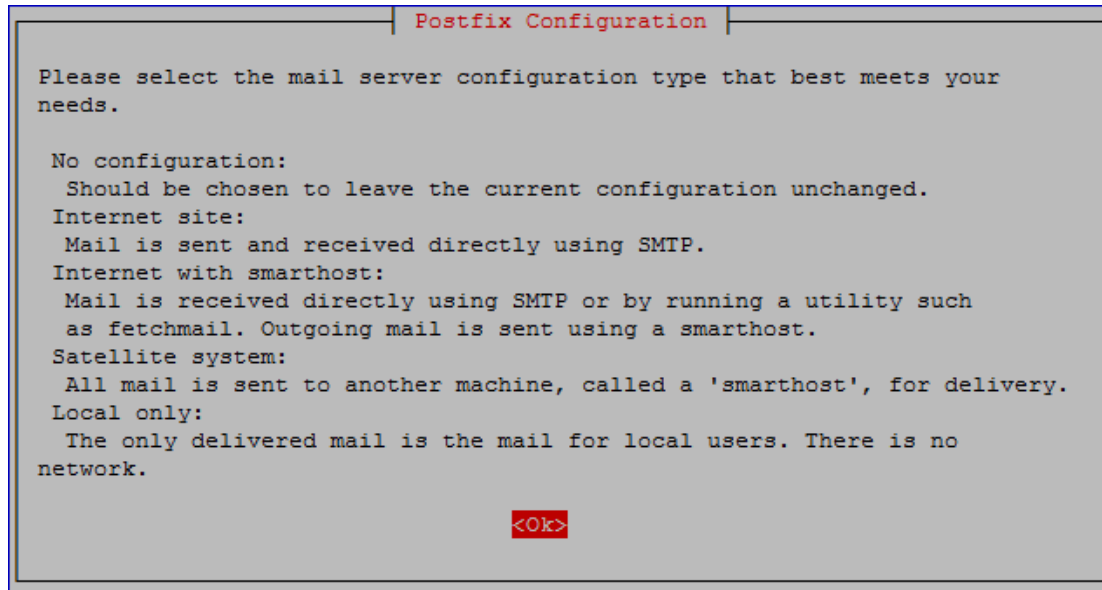 Postfix Configuration
Please select the mail server configuration type that best meets your
needs.
No configuration:
Should be chosen to leave the current configuration unchanged.
Internet site:
Mail is sent and received directly using SMTP.
Internet with smarthost:
Mail is received directly using SMTP or by running a utility such
as fetchmail. Outgoing mail is sent using a smarthost.
Satellite system:
All mail is sent to another machine, called a 'smarthost', for delivery.
Local only:
The only delivered mail is the mail for local users. There is no
network.
<Ok>